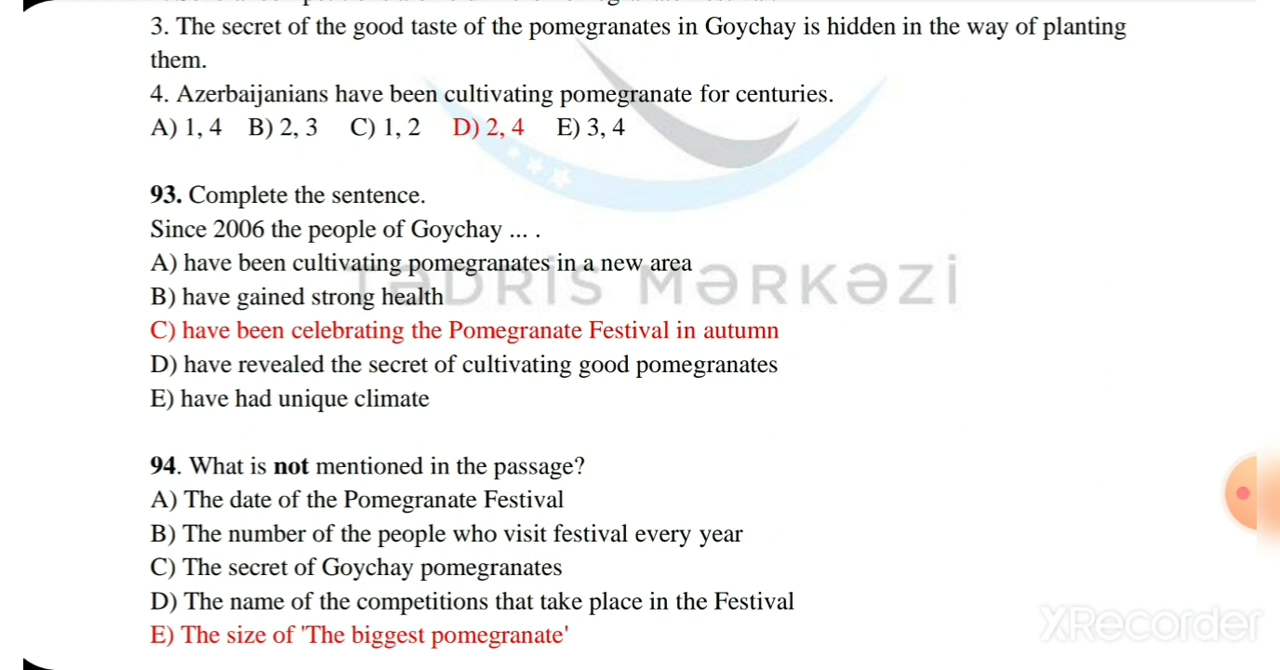 3. The secret of the good taste of the pomegranates in Goychay is hidden in the way of planting
them.
4. Azerbaijanians have been cultivating pomegranate for centuries.
A) 1, 4 B) 2, 3 C) 1, 2 D) 2, 4 E) 3, 4
93. Complete the sentence.
Since 2006 the people of Goychay ... .
A) have been cultivating pomegranates in a new area
TƏDRİS MƏRKƏZİ
B) have gained strong health
C) have been celebrating the Pomegranate Festival in autumn
D) have revealed the secret of cultivating good pomegranates
E) have had unique climate
94. What is not mentioned in the passage?
A) The date of the Pomegranate Festival
B) The number of the people who visit festival every year
C) The secret of Goychay pomegranates
D) The name of the competitions that take place in the Festival
E) The size of 'The biggest pomegranate'
XRecorder